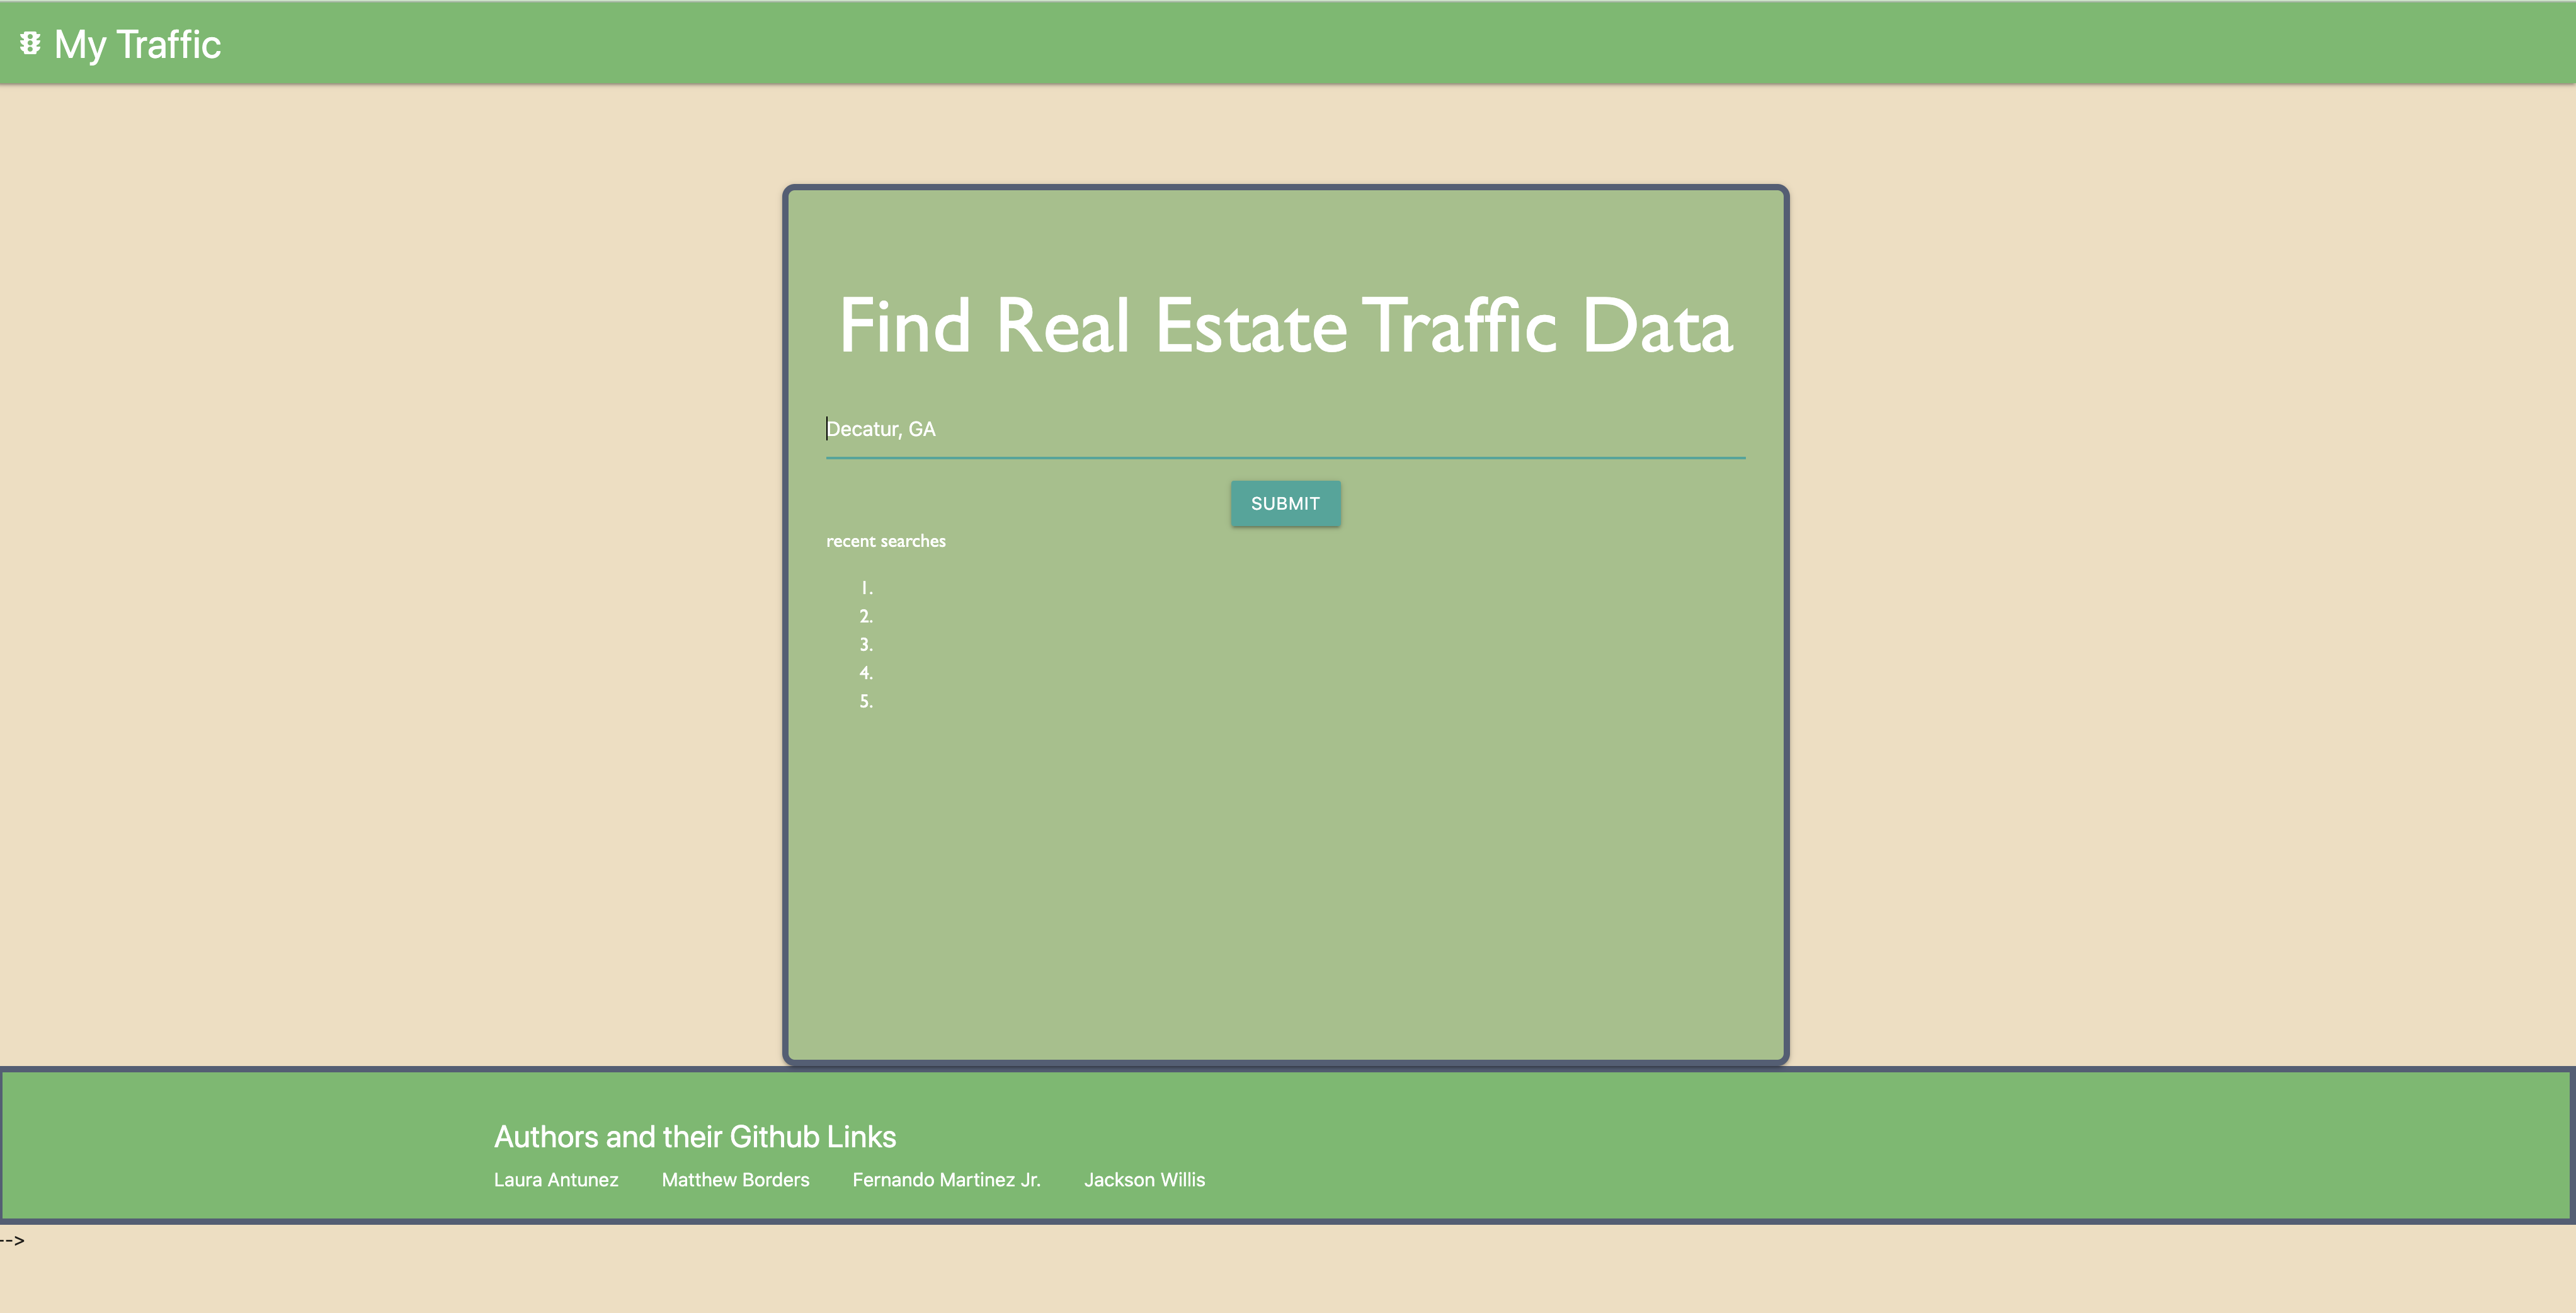 My Traffic
Find Real Estate Traffic Data
Decatur, GA
SUBMIT
recent searches
1.
2.
3.
4.
5.
Authors and their Github Links
Laura Antunez Matthew Borders Fernando Martinez Jr. Jackson Willis
-->